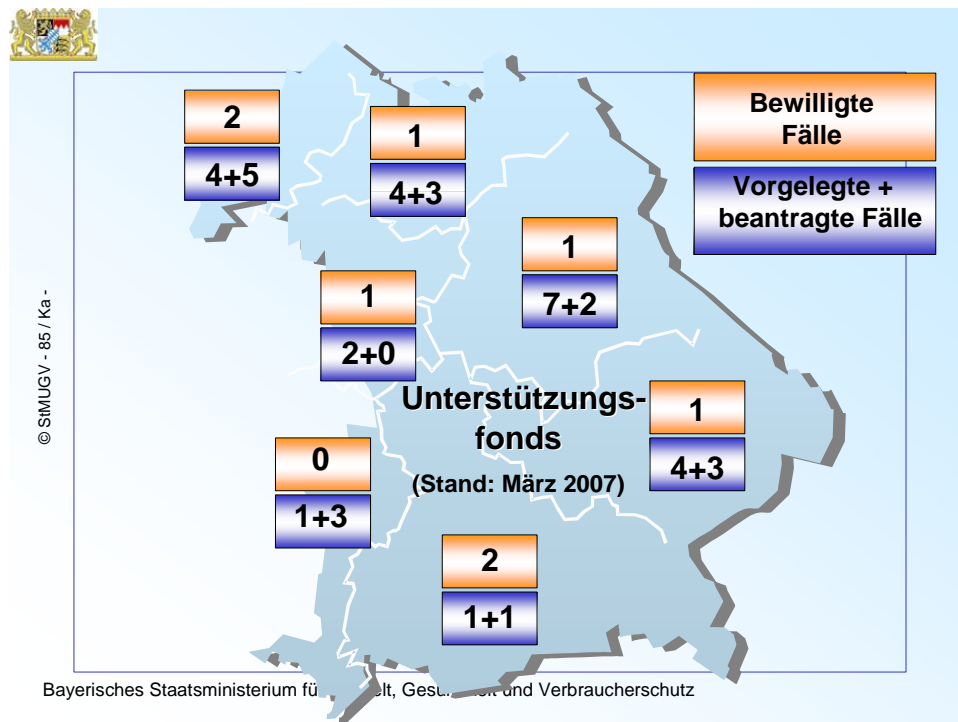 2
4+5
1
4+3
Bewilligte
Fälle
Vorgelegte +
beantragte Fälle
1
7+2
1
2+0
Unterstützungs-
fonds
(Stand: März 2007)
1
4+3
0
1+3
2
1+1
© StMUGV - 85 / Ka -
Bayerisches Staatsministerium und Verbraucherschutz